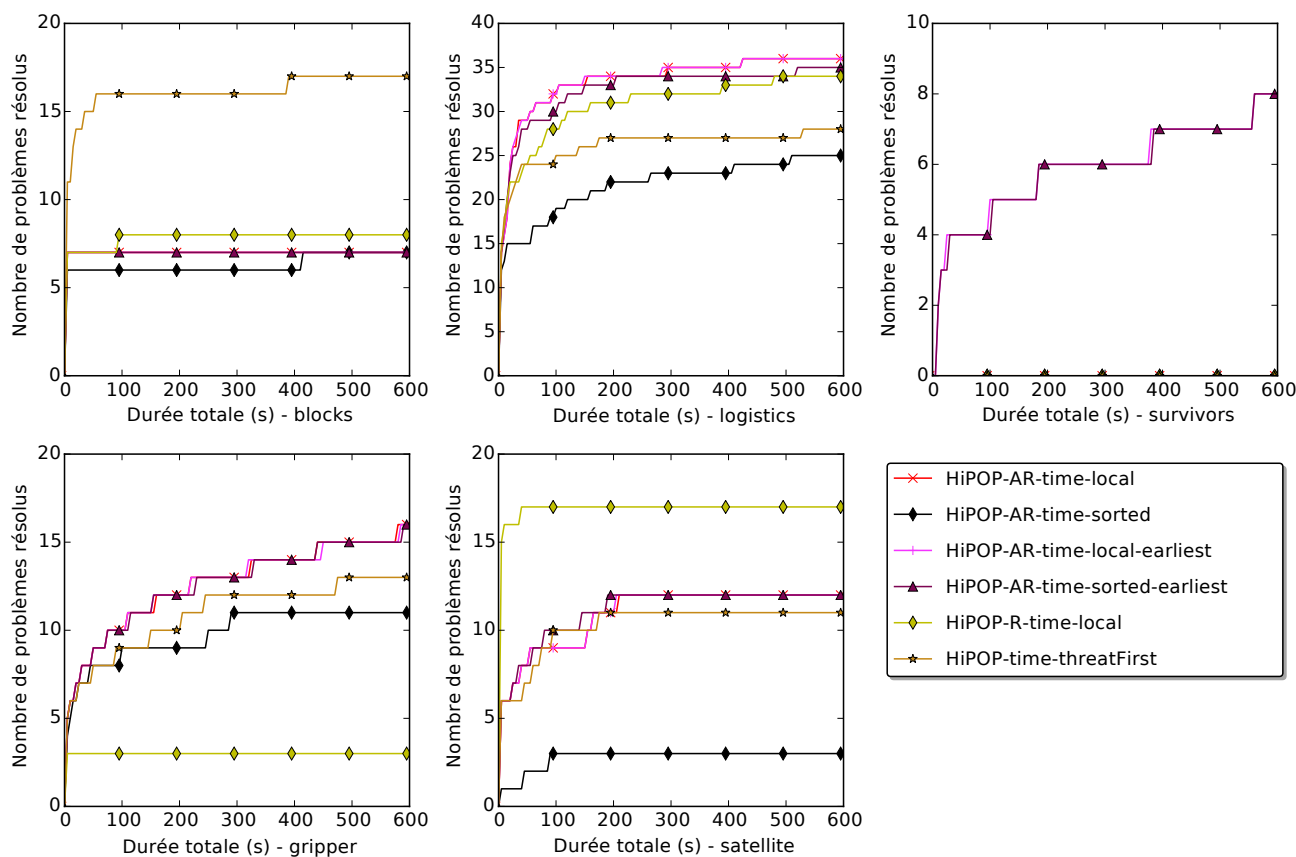 20
15
10
5
0
Nombre de problèmes résolus
0 100 200 300 400 500 600
Durée totale (s) - blocks
40
35
30
25
20
15
10
5
0
Nombre de problèmes résolus
0 100 200 300 400 500 600
Durée totale (s) - logistics
10
8
6
4
2
0
Nombre de problèmes résolus
0 100 200 300 400 500 600
Durée totale (s) - survivors
20
15
10
5
0
Nombre de problèmes résolus
0 100 200 300 400 500 600
Durée totale (s) - gripper
20
15
10
5
0
Nombre de problèmes résolus
0 100 200 300 400 500 600
Durée totale (s) - satellite
HiPOP-AR-time-local
HiPOP-AR-time-sorted
HiPOP-AR-time-local-earliest
HiPOP-AR-time-sorted-earliest
HiPOP-R-time-local
HiPOP-time-threatFirst